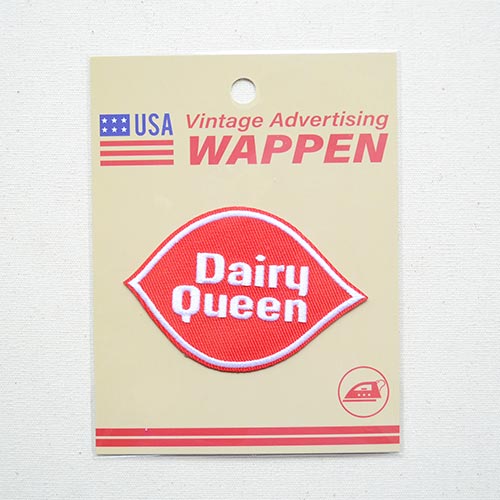 USA
Vintage Advertising
WAPPEN
Dairy
Queen